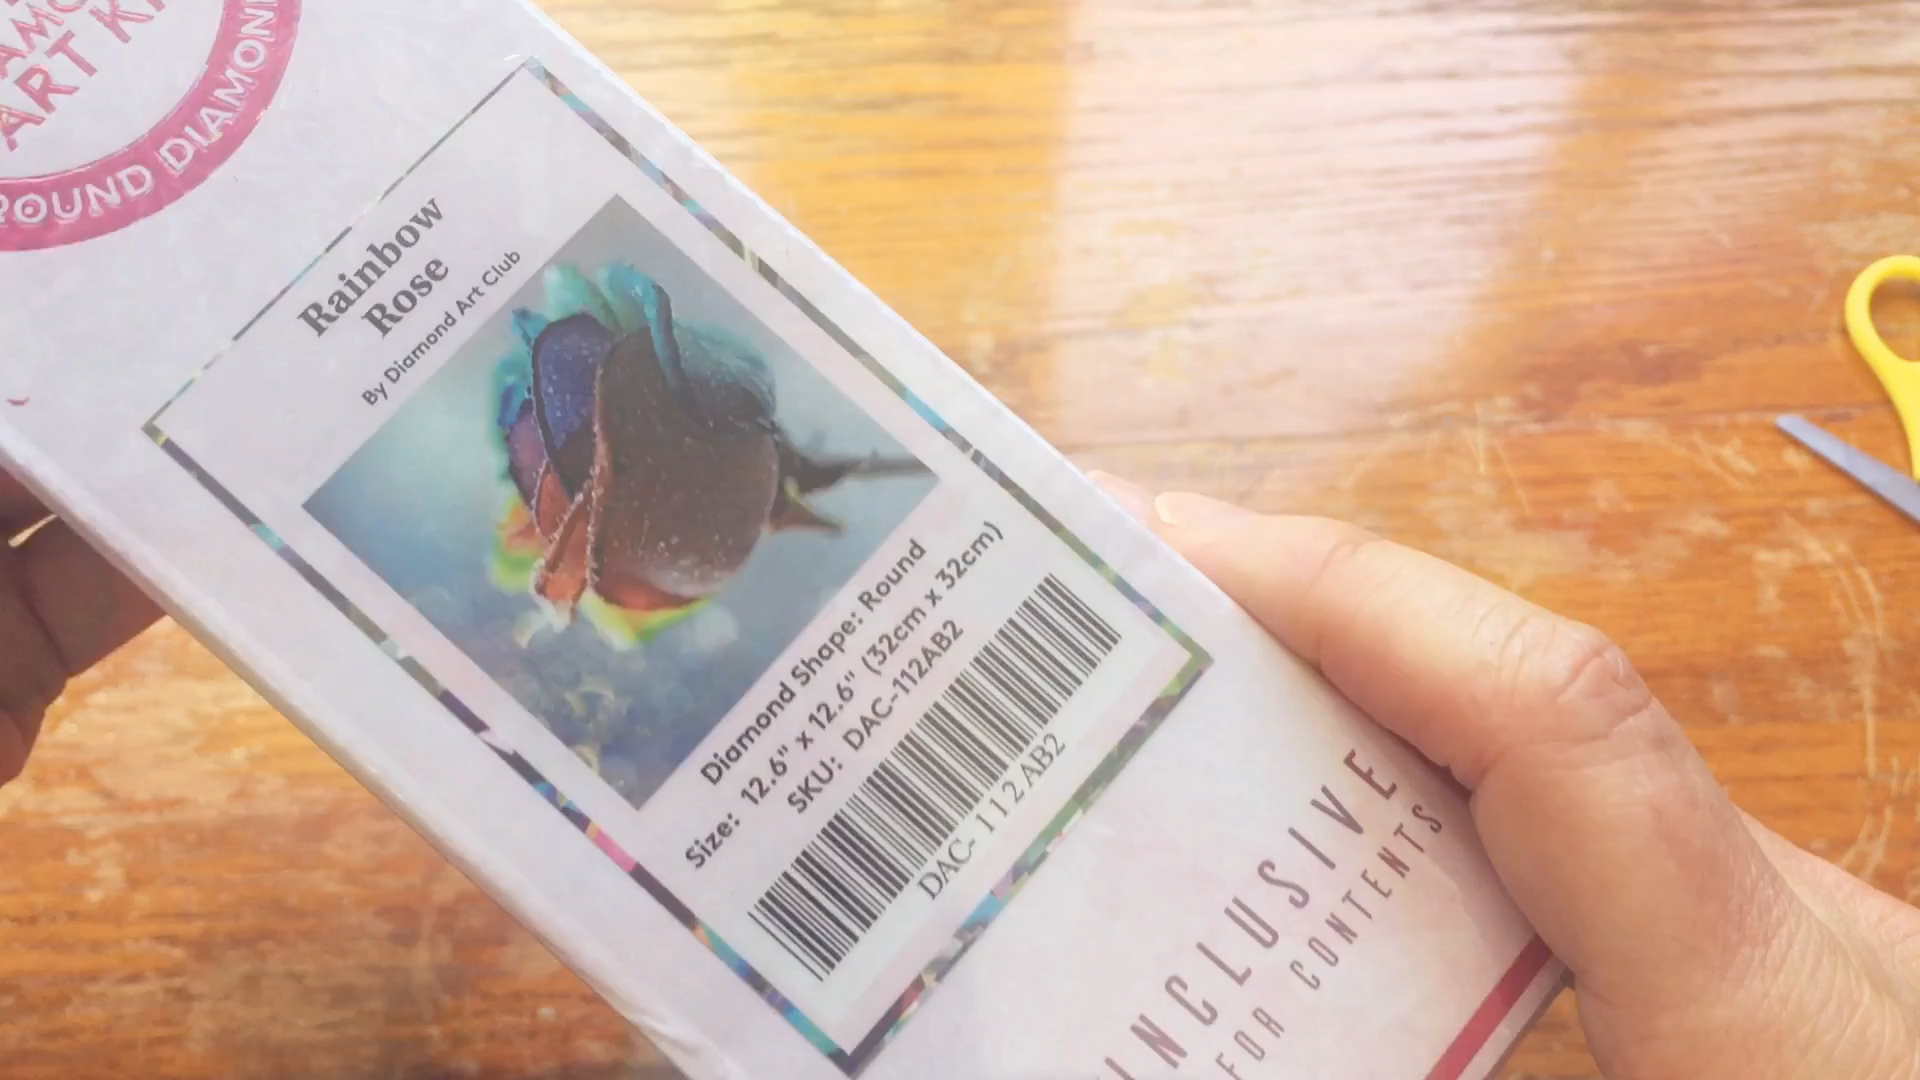 ART KI
ROUND DIAMOND
Rainbow
Rose
By Diamond Art Club
Diamond Shape: Round
Size: 12.6" x 12.6" (32cm x 32cm)
SKU: DAC-112AB2
DAC-112AB2
INCLUSIVE
FOR CONTENTS